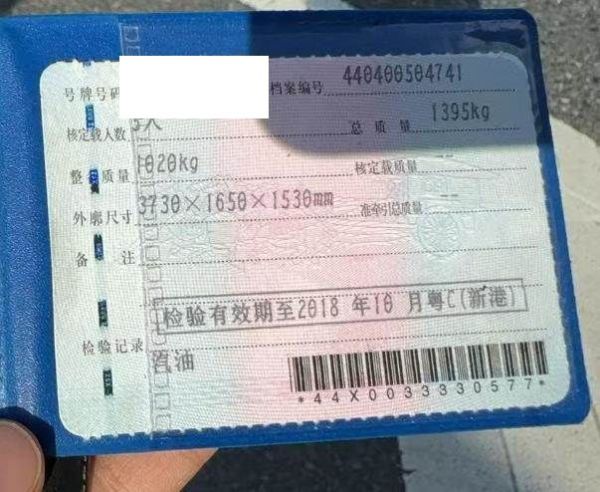 号牌号码 档案编号 440400504741
核定载人数 5人 总质量 1395kg
整备质量 1020kg 核定载质量 --
外廓尺寸 3730×1650×1530mm 准牵引总质量 --
备注
检验有效期至2018年10月粤C(新港)
检验记录
汽油
*44X0033330577*